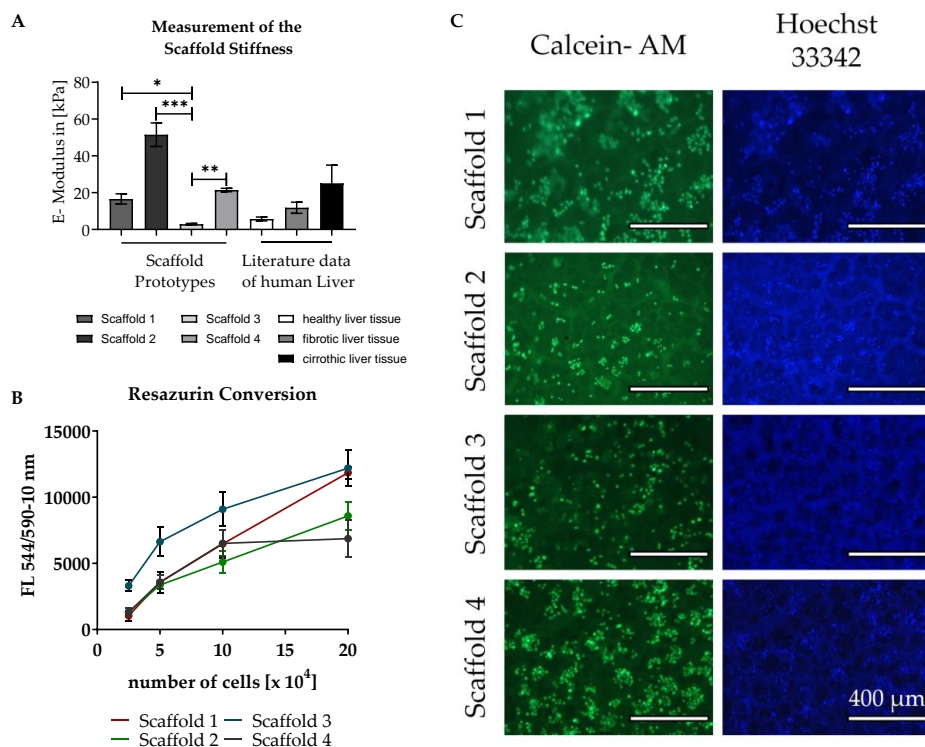 A
Measurement of the
Scaffold Stiffness
E- Modulus in [kPa]
80
60
40
20
0
*
***
**
Scaffold
Prototypes
Literature data
of human Liver
Scaffold 1
Scaffold 2
Scaffold 3
Scaffold 4
healthy liver tissue
fibrotic liver tissue
cirrothic liver tissue
B
Resazurin Conversion
FL 544/590-10 nm
15000
10000
5000
0
0
5
10
15
20
number of cells [x 10⁴]
Scaffold 1
Scaffold 2
Scaffold 3
Scaffold 4
C
Calcein- AM
Hoechst
33342
Scaffold 1
Scaffold 2
Scaffold 3
Scaffold 4
400 μm